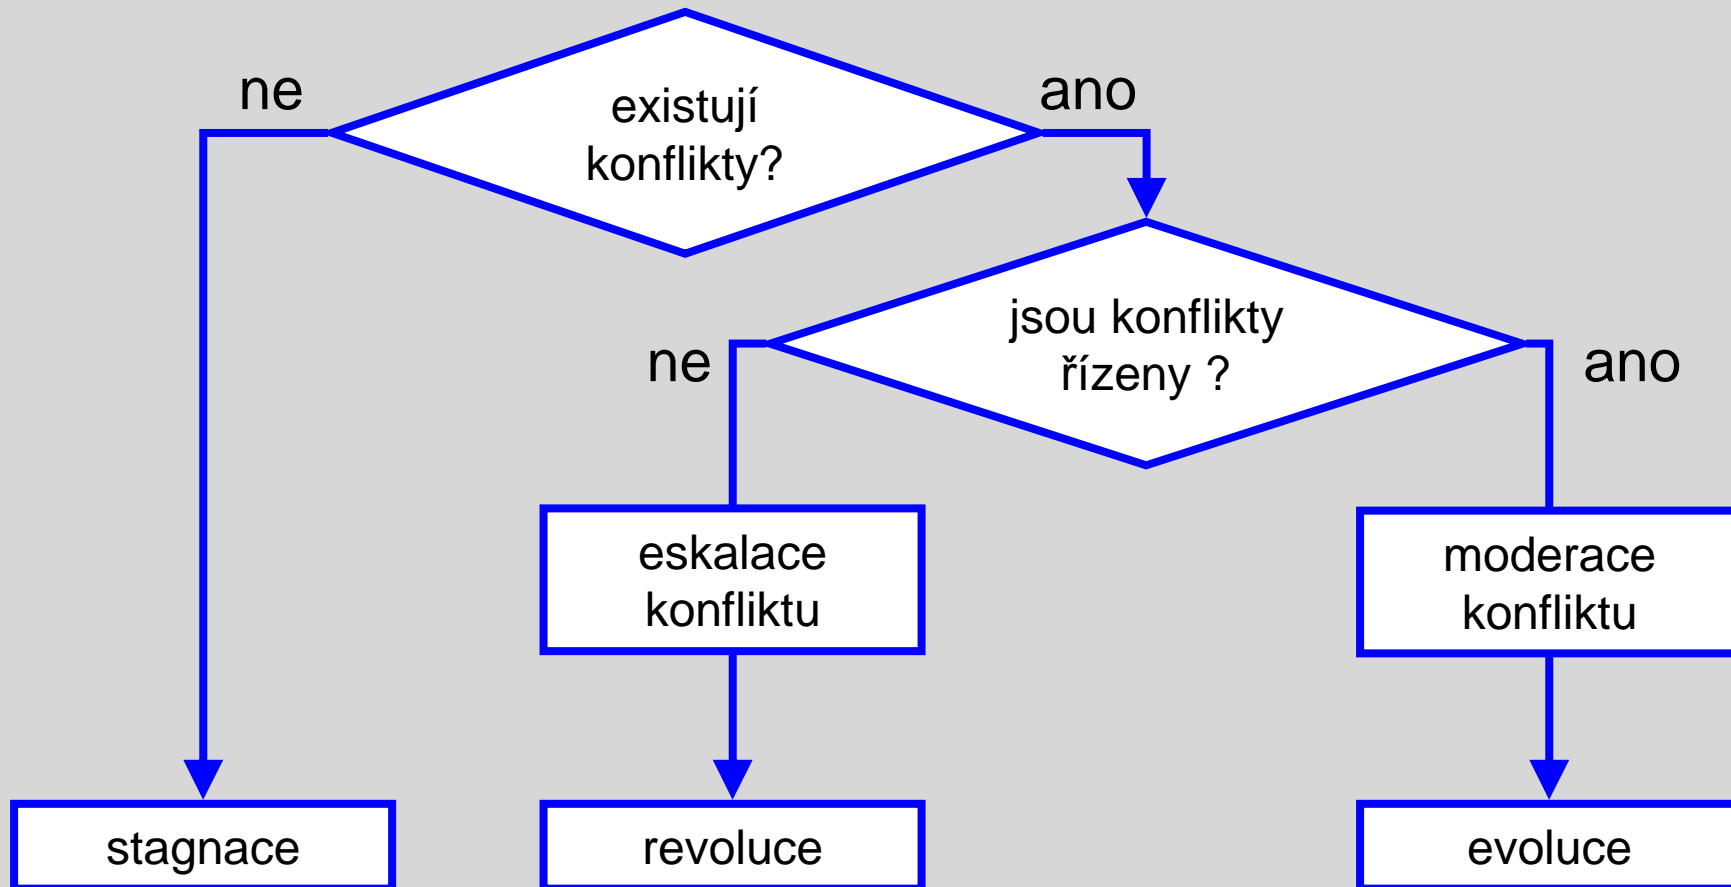 ne
existují
konflikty?
ano
ne
jsou konflikty
řízeny ?
ano
eskalace
konfliktu
moderace
konfliktu
stagnace
revoluce
evoluce